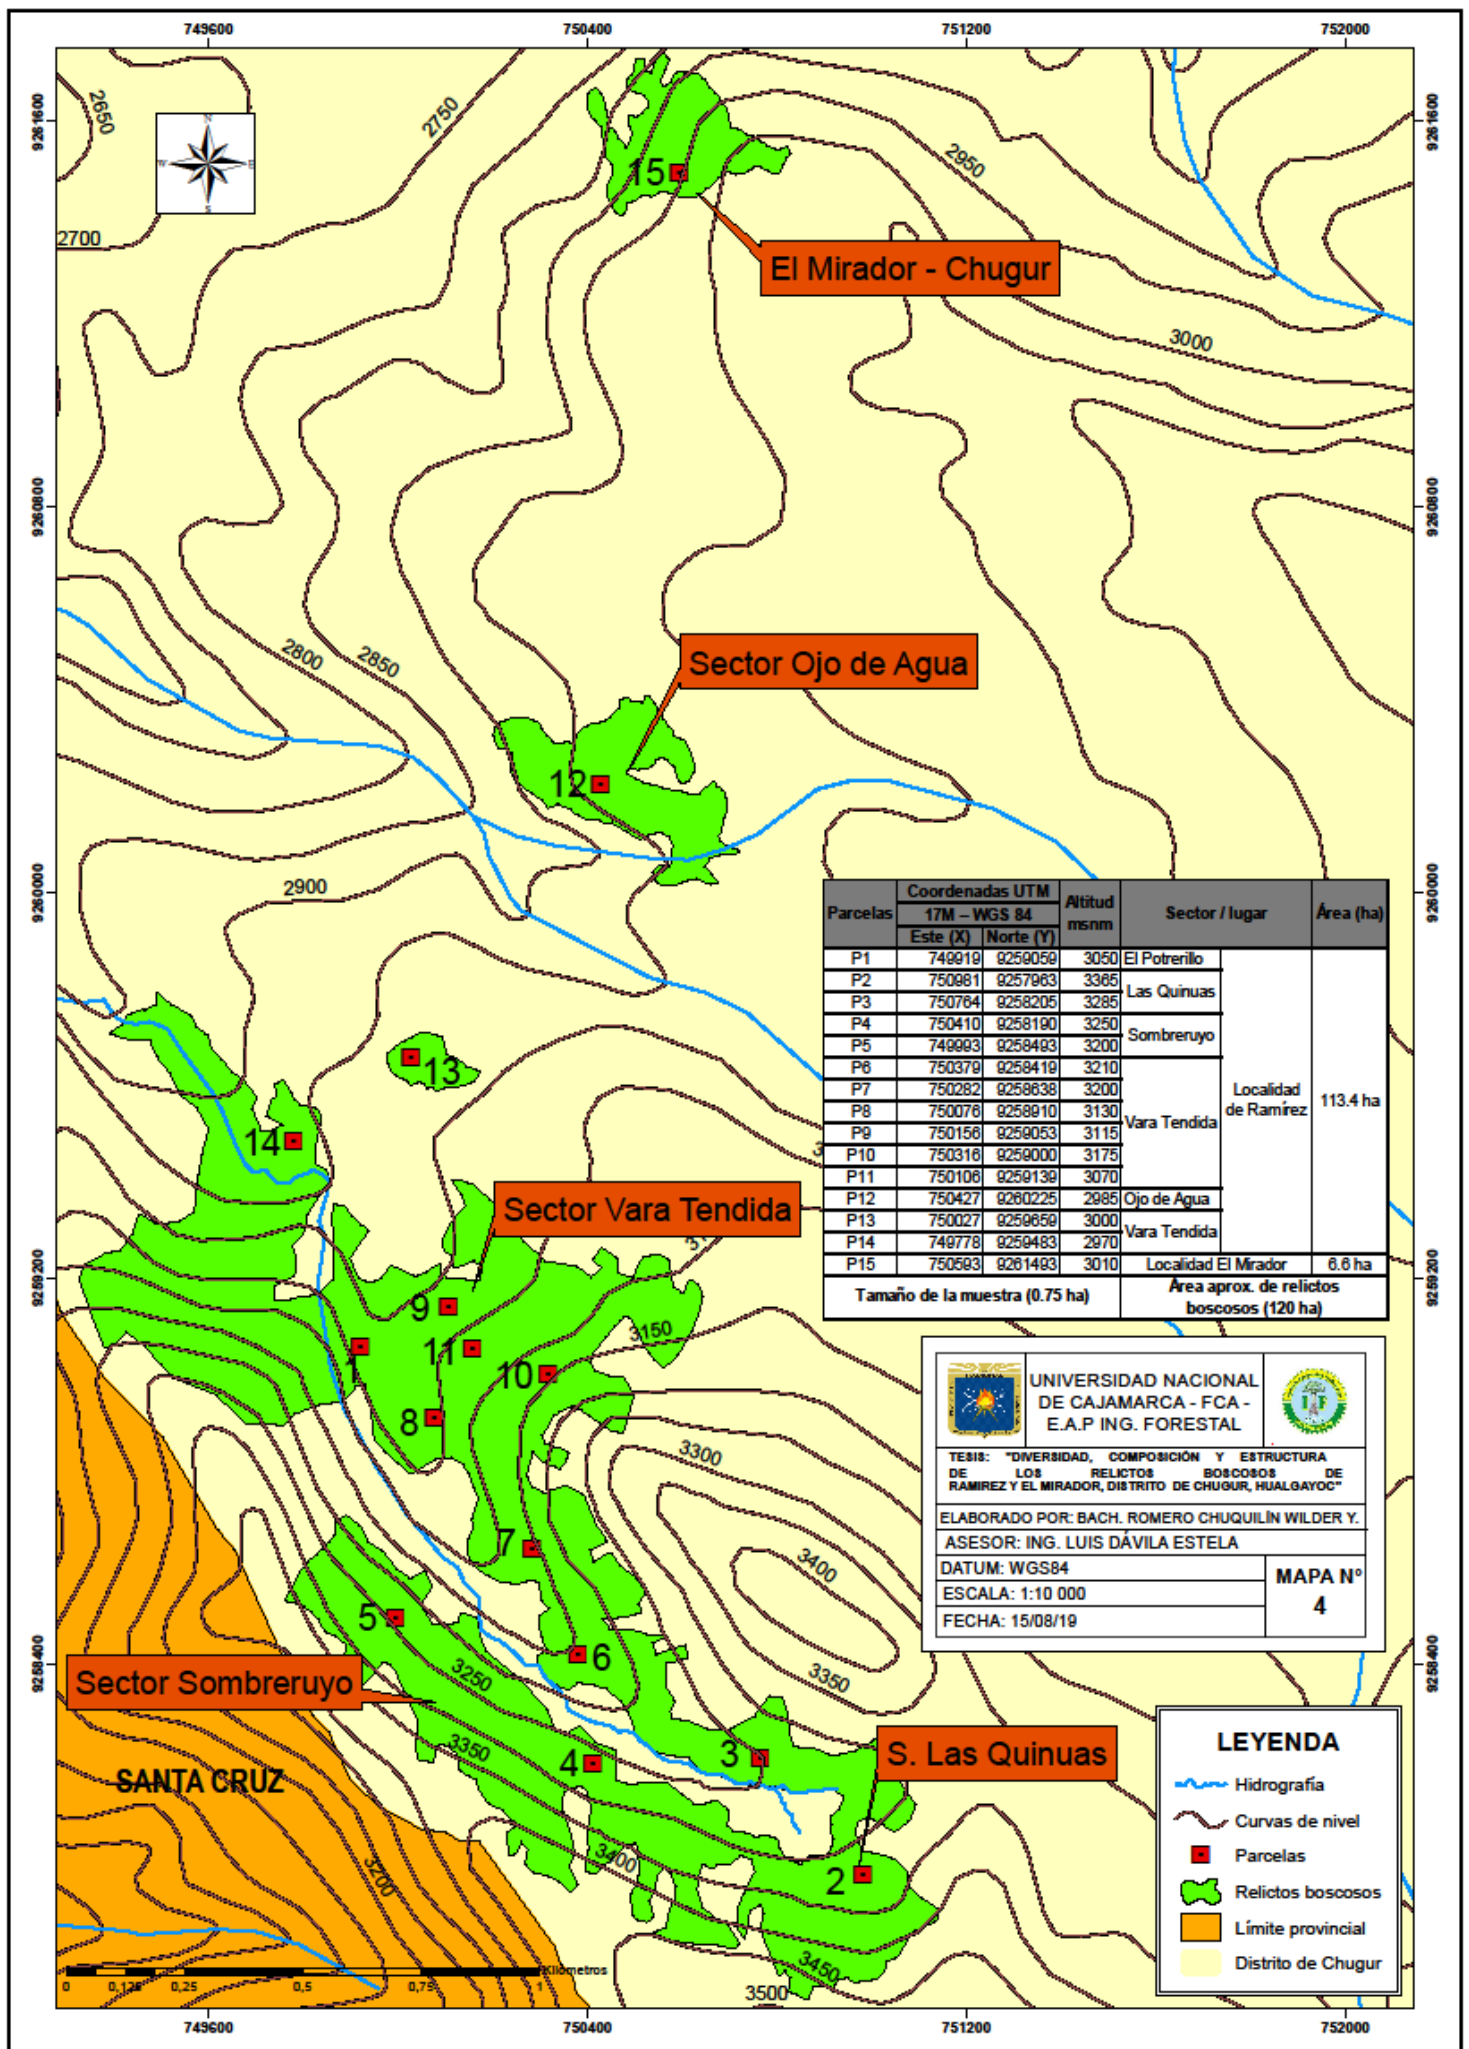 749600 750400 751200 752000
9261600 9261600
2650
2750
N
W E
S
15
2950
2700
El Mirador - Chugur
3000
9260800 9260800
2800
2850
Sector Ojo de Agua
12
2900
9260000 9260000
Parcelas Coordenadas UTM Altitud msnm Sector / lugar Área (ha)
17M – WGS 84
Este (X) Norte (Y)
P1 749919 9259059 3050 El Potrerillo
P2 750981 9257963 3365 Las Quinuas
P3 750764 9258205 3285
P4 750410 9258190 3250 Sombreruyo
P5 749993 9258493 3200
P6 750379 9258419 3210
P7 750282 9258638 3200 Localidad de Ramírez 113.4 ha
P8 750076 9258910 3130 Vara Tendida
P9 750156 9259053 3115
P10 750316 9259000 3175
P11 750106 9259139 3070
P12 750427 9260225 2985 Ojo de Agua
P13 750027 9259659 3000 Vara Tendida
P14 749778 9259483 2970
P15 750593 9261493 3010 Localidad El Mirador 6.6 ha
Tamaño de la muestra (0.75 ha) Área aprox. de relictos
boscosos (120 ha)
13
14
Sector Vara Tendida
9259200 9259200
9
11
1
10
3150
8
3300
UNIVERSIDAD NACIONAL
DE CAJAMARCA - FCA -
E.A.P ING. FORESTAL
TESIS: "DIVERSIDAD, COMPOSICIÓN Y ESTRUCTURA
DE LOS RELICTOS BOSCOSOS DE
RAMIREZ Y EL MIRADOR, DISTRITO DE CHUGUR, HUALGAYOC"
ELABORADO POR: BACH. ROMERO CHUQUILÍN WILDER Y.
ASESOR: ING. LUIS DÁVILA ESTELA
DATUM: WGS84
ESCALA: 1:10 000
FECHA: 15/08/19
MAPA Nº
4
7
3400
5
6
3250
3350
9258400 9258400
Sector Sombreruyo
3350
4
3
S. Las Quinuas
SANTA CRUZ
3400
3200
2
3450
3500
LEYENDA
Hidrografía
Curvas de nivel
Parcelas
Relictos boscosos
Límite provincial
Distrito de Chugur
Kilómetros
0 0,125 0,25 0,5 0,75 1
749600 750400 751200 752000